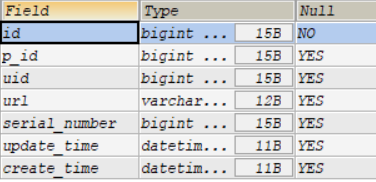 Field Type Null
id bigint ... 15B NO
p_id bigint ... 15B YES
uid bigint ... 15B YES
url varchar... 12B YES
serial_number bigint ... 15B YES
update_time datetim... 11B YES
create_time datetim... 11B YES